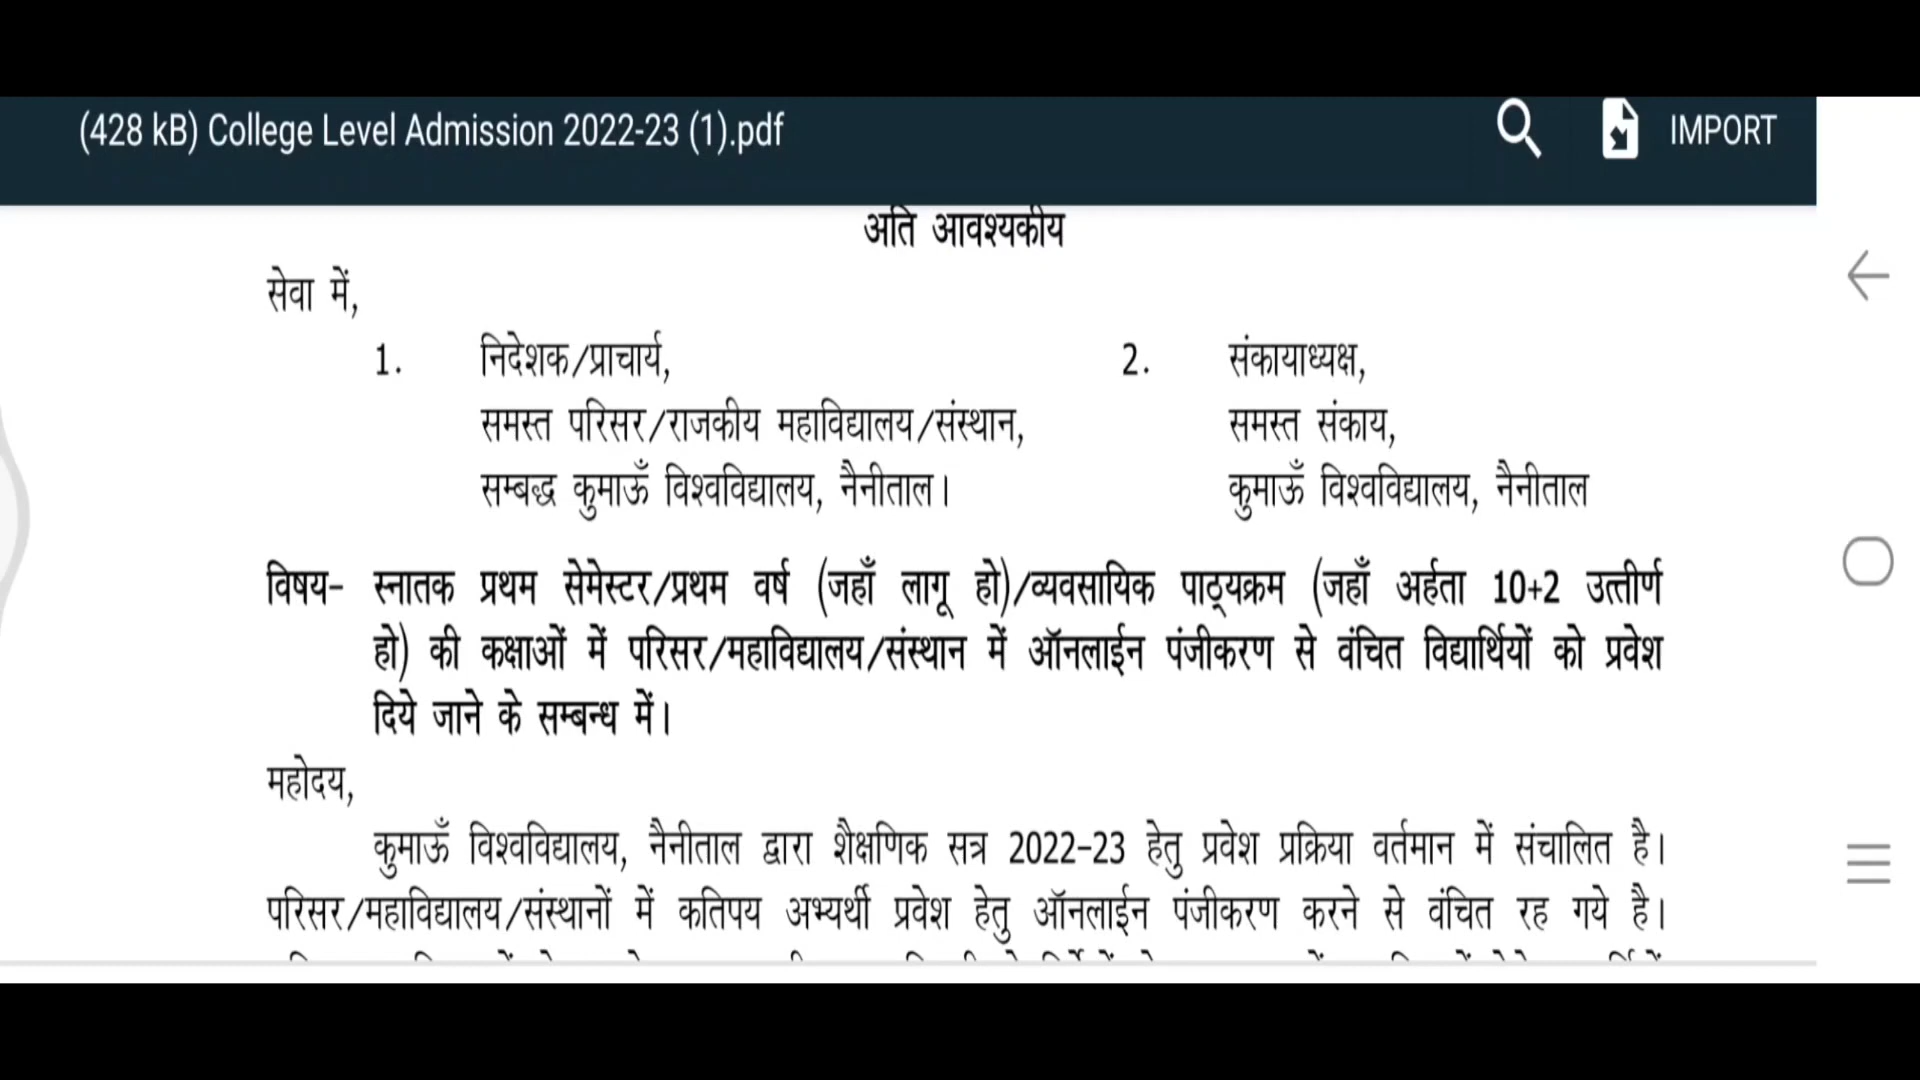 (428 kB) College Level Admission 2022-23 (1).pdf
IMPORT
अति आवश्यकीय
सेवा में,
1. निदेशक/प्राचार्य,
समस्त परिसर/राजकीय महाविद्यालय/संस्थान,
सम्बद्ध कुमाऊँ विश्वविद्यालय, नैनीताल।
2. संकायाध्यक्ष,
समस्त संकाय,
कुमाऊँ विश्वविद्यालय, नैनीताल
विषय- स्नातक प्रथम सेमेस्टर/प्रथम वर्ष (जहाँ लागू हो)/व्यवसायिक पाठ्यक्रम (जहाँ अर्हता 10+2 उत्तीर्ण
हो) की कक्षाओं में परिसर/महाविद्यालय/संस्थान में ऑनलाईन पंजीकरण से वंचित विद्यार्थियों को प्रवेश
दिये जाने के सम्बन्ध में।
महोदय,
कुमाऊँ विश्वविद्यालय, नैनीताल द्वारा शैक्षणिक सत्र 2022-23 हेतु प्रवेश प्रक्रिया वर्तमान में संचालित है।
परिसर/महाविद्यालय/संस्थानों में कतिपय अभ्यर्थी प्रवेश हेतु ऑनलाईन पंजीकरण करने से वंचित रह गये है।